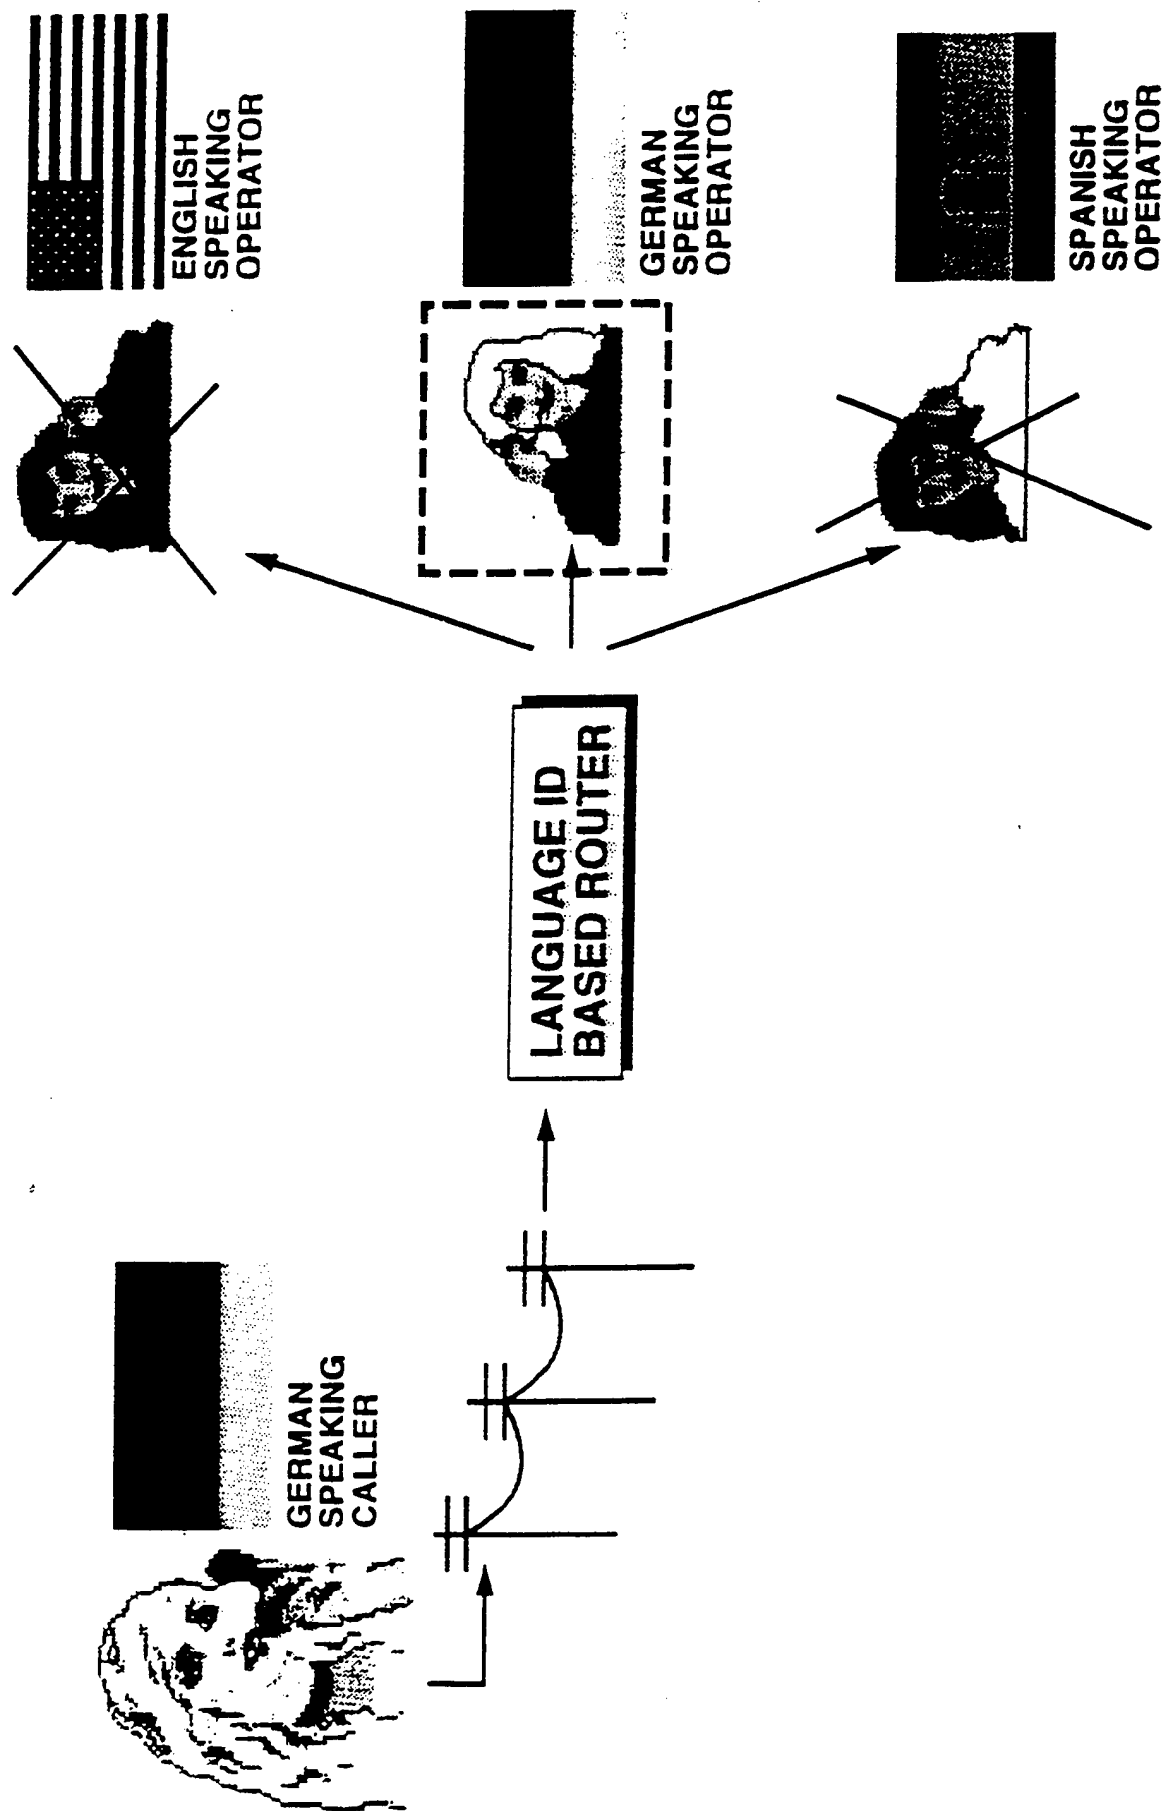 GERMAN
SPEAKING
CALLER
LANGUAGE ID
BASED ROUTER
ENGLISH
SPEAKING
OPERATOR
GERMAN
SPEAKING
OPERATOR
SPANISH
SPEAKING
OPERATOR